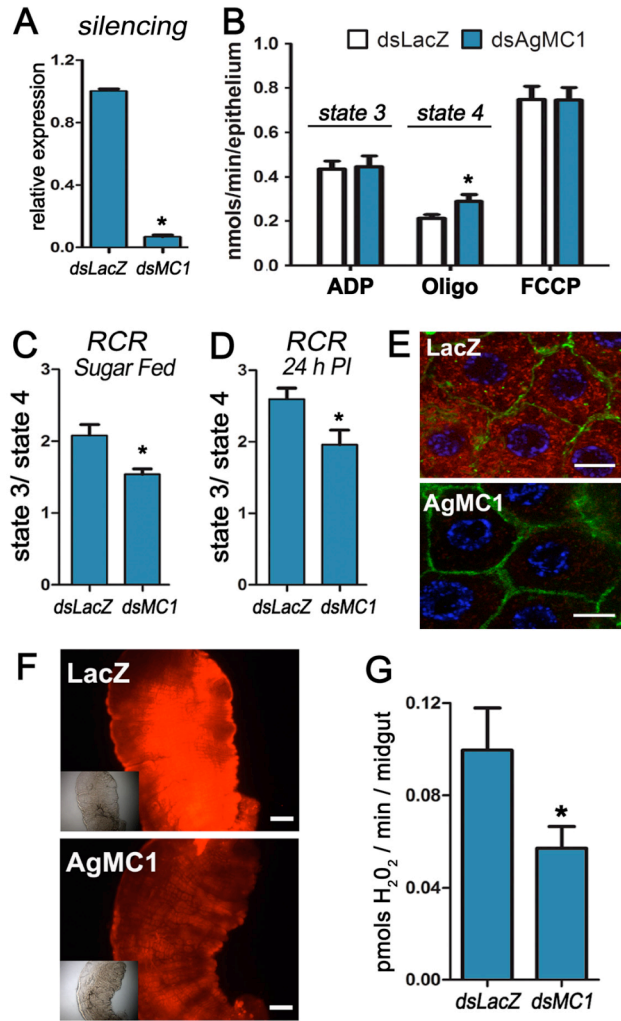 A silencing
relative expression
1.2
0.8
0.4
0.0
dsLacZ dsMC1
*
B
dsLacZ dsAgMC1
nmols/min/epithelium
1.0
0.8
0.6
0.4
0.2
0.0
state 3 state 4
*
ADP Oligo FCCP
C RCR
Sugar Fed
state 3/ state 4
3
2
1
0
*
dsLacZ dsMC1
D RCR
24 h PI
state 3/ state 4
3
2
1
0
*
dsLacZ dsMC1
E
LacZ
AgMC1
F
LacZ
AgMC1
G
pmols H₂0₂ / min / midgut
0.12
0.08
0.04
0.00
*
dsLacZ dsMC1